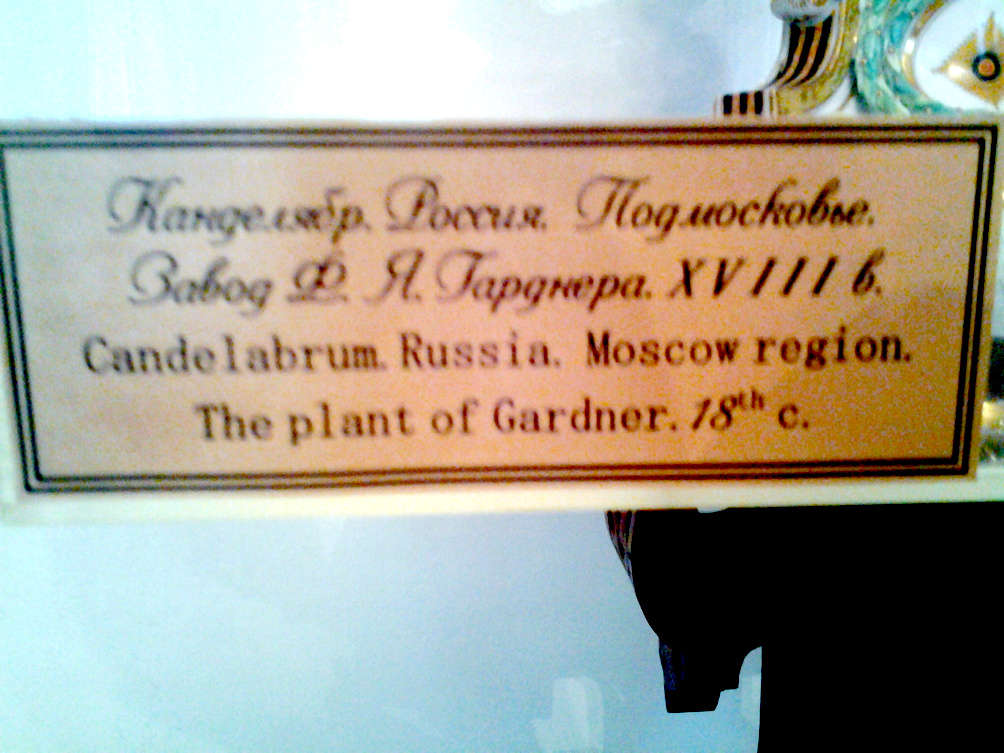 Канделябр. Россия. Подмосковье.
Завод Ф. Я. Гарднера. XVIII в.
Candelabrum. Russia. Moscow region.
The plant of Gardner. 18th c.